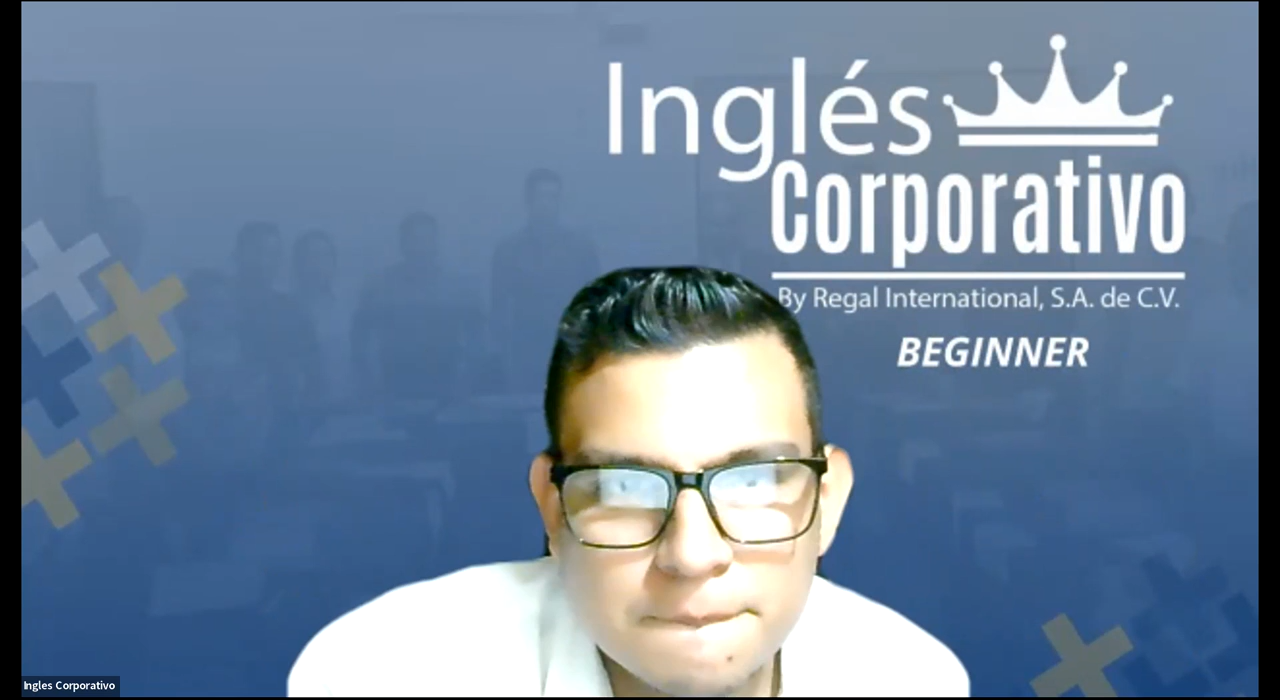 Inglés
Corporativo
By Regal International, S.A. de C.V.
BEGINNER
Ingles Corporativo